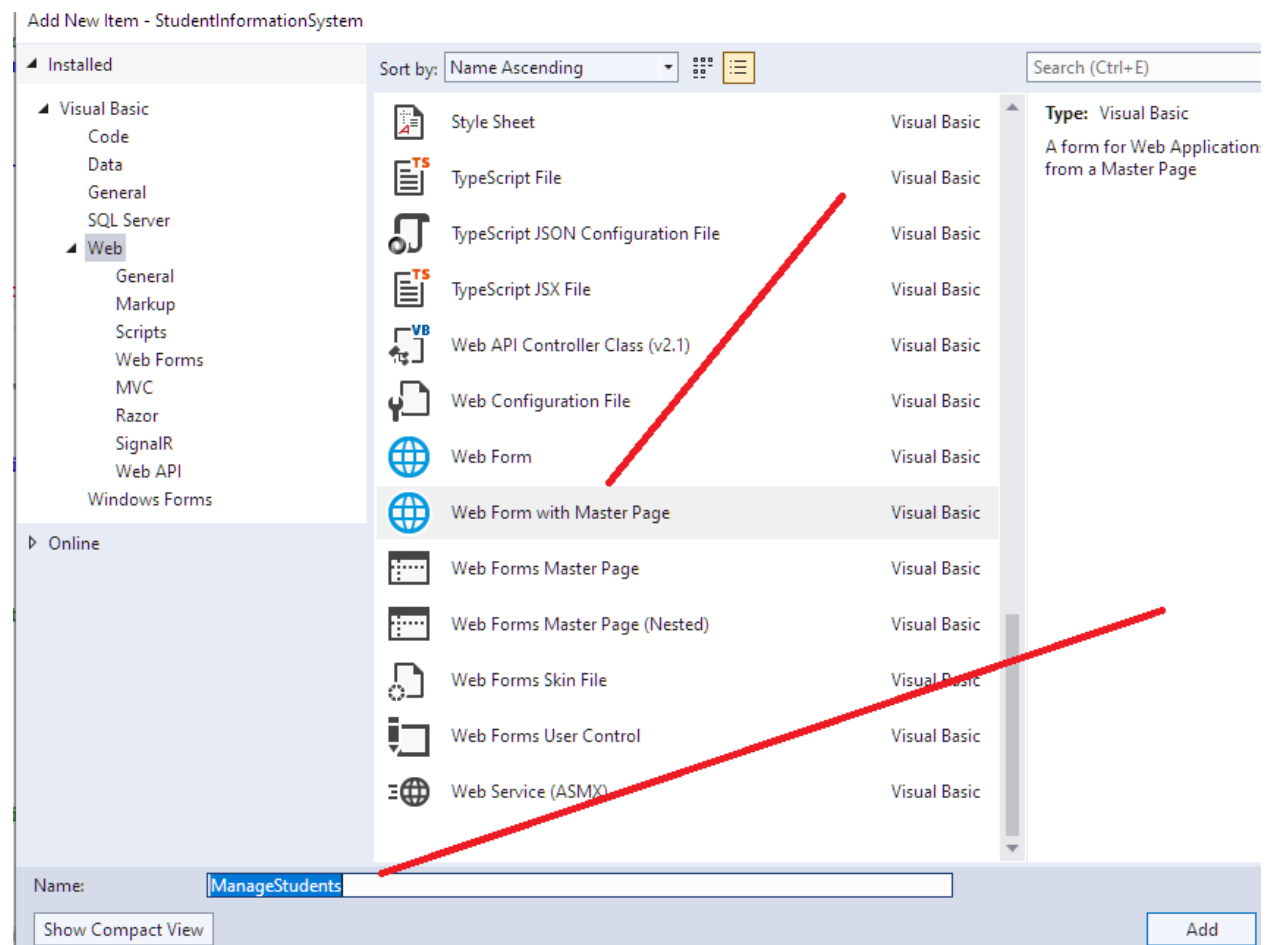 Add New Item - StudentInformationSystem
Installed
Visual Basic
Code
Data
General
SQL Server
Web
General
Markup
Scripts
Web Forms
MVC
Razor
SignalR
Web API
Windows Forms
Online
Sort by: Name Ascending
Style Sheet Visual Basic
TypeScript File Visual Basic
TypeScript JSON Configuration File Visual Basic
TypeScript JSX File Visual Basic
Web API Controller Class (v2.1) Visual Basic
Web Configuration File Visual Basic
Web Form Visual Basic
Web Form with Master Page Visual Basic
Web Forms Master Page Visual Basic
Web Forms Master Page (Nested) Visual Basic
Web Forms Skin File Visual Basic
Web Forms User Control Visual Basic
Web Service (ASMX) Visual Basic
Search (Ctrl+E)
Type: Visual Basic
A form for Web Applications
from a Master Page
Name: ManageStudents
Show Compact View
Add